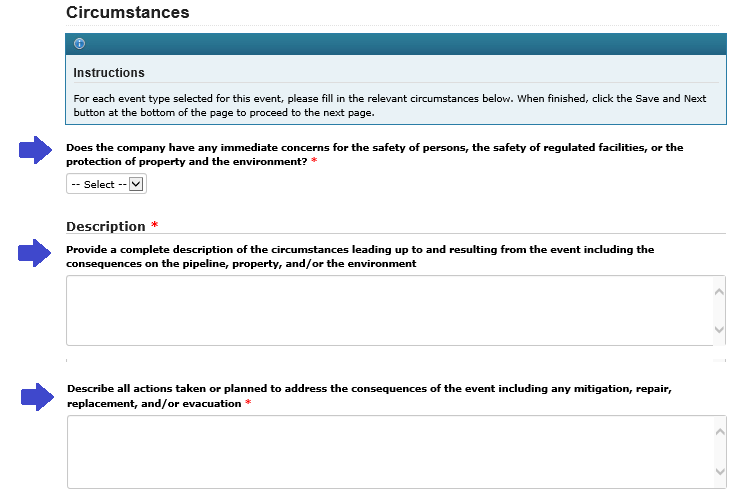 Circumstances
Instructions
For each event type selected for this event, please fill in the relevant circumstances below. When finished, click the Save and Next
button at the bottom of the page to proceed to the next page.
Does the company have any immediate concerns for the safety of persons, the safety of regulated facilities, or the
protection of property and the environment? *
-- Select --
Description *
Provide a complete description of the circumstances leading up to and resulting from the event including the
consequences on the pipeline, property, and/or the environment
Describe all actions taken or planned to address the consequences of the event including any mitigation, repair,
replacement, and/or evacuation *